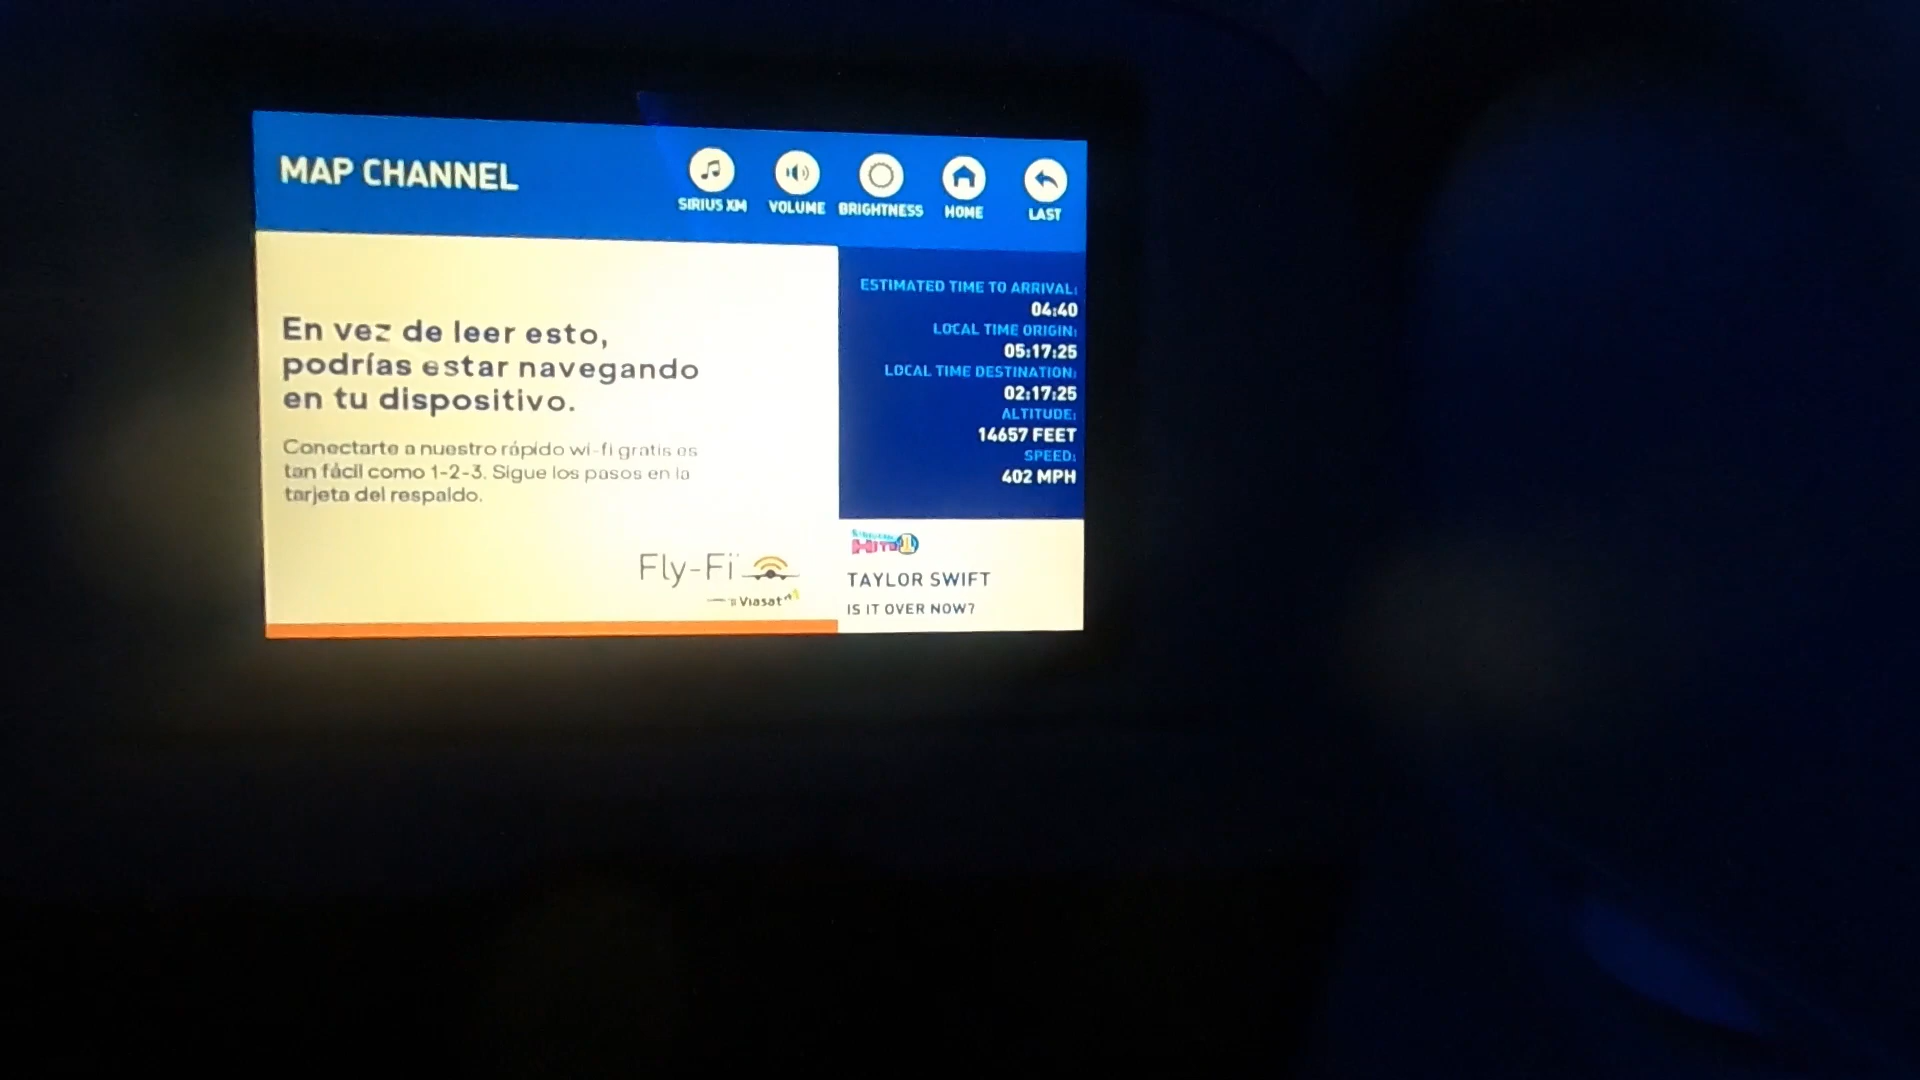 MAP CHANNEL
SIRIUS XM
VOLUME
BRIGHTNESS
HOME
LAST
En vez de leer esto,
podrías estar navegando
en tu dispositivo.
Conectarte a nuestro rápido wi-fi gratis es
tan fácil como 1-2-3. Sigue los pasos en la
tarjeta del respaldo.
Fly-Fi
Viasat
ESTIMATED TIME TO ARRIVAL:
04:40
LOCAL TIME ORIGIN:
05:17:25
LOCAL TIME DESTINATION:
02:17:25
ALTITUDE:
14657 FEET
SPEED:
402 MPH
HITS 1
TAYLOR SWIFT
IS IT OVER NOW?